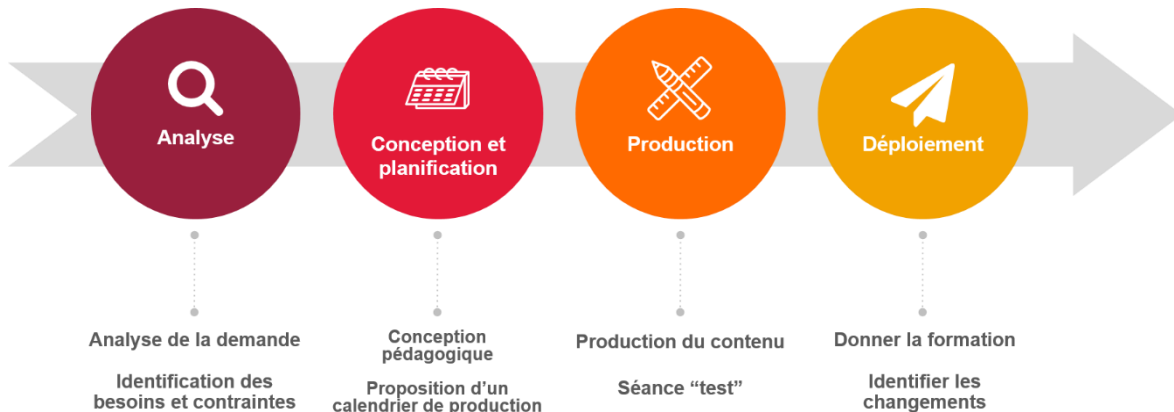 Analyse
Conception et
planification
Production
Déploiement
Analyse de la demande
Identification des
besoins et contraintes
Conception
pédagogique
Proposition d’un
calendrier de production
Production du contenu
Séance “test”
Donner la formation
Identifier les
changements